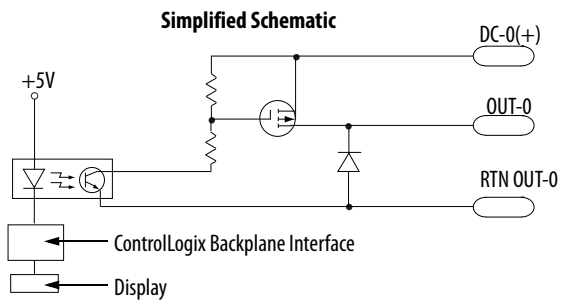 Simplified Schematic
DC-0(+)
+5V
OUT-0
RTN OUT-0
ControlLogix Backplane Interface
Display